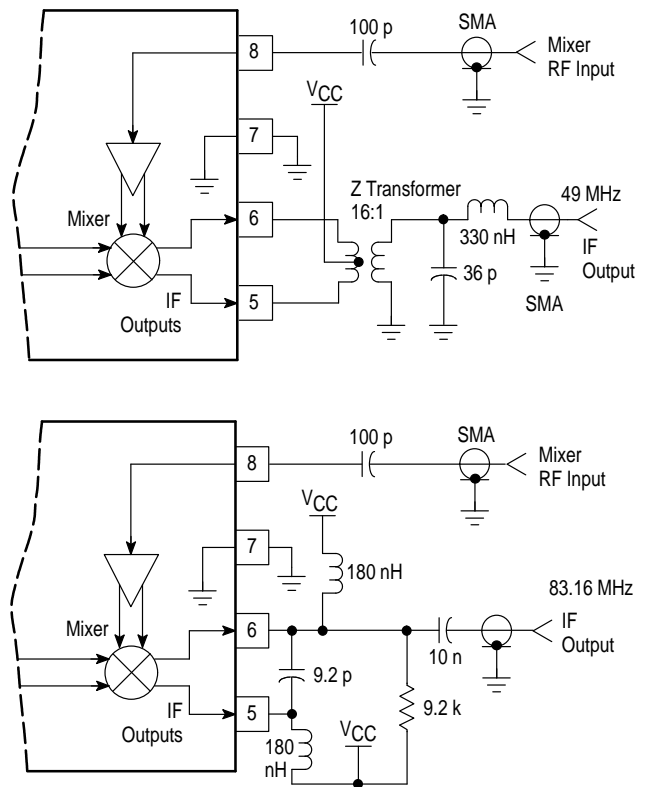 100 p
SMA
8
Mixer
RF Input
VCC
7
Z Transformer
16:1
49 MHz
Mixer
6
330 nH
IF
Output
36 p
IF
Outputs
5
SMA
100 p
SMA
8
Mixer
RF Input
VCC
7
180 nH
83.16 MHz
Mixer
6
IF
Output
10 n
9.2 p
IF
Outputs
5
9.2 k
VCC
180
nH